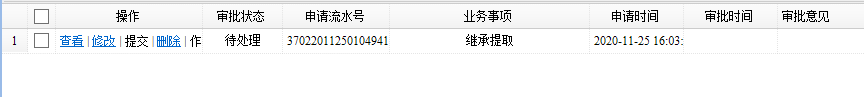 操作 审批状态 申请流水号 业务事项 申请时间 审批时间 审批意见
1 查看 | 修改 | 提交 | 删除 | 作 待处理 37022011250104941 继承提取 2020-11-25 16:03: